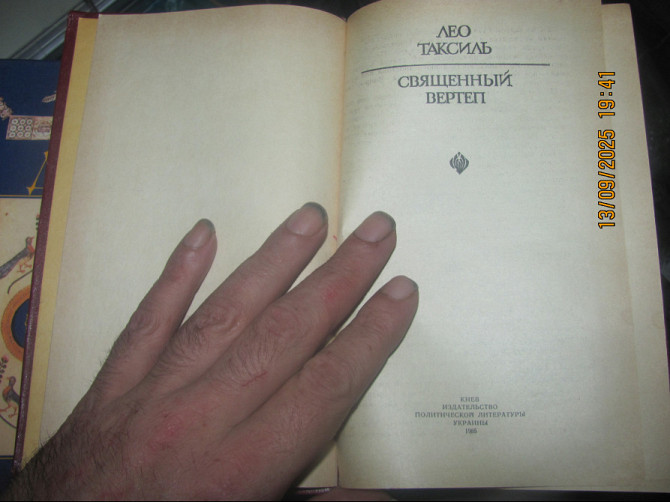 ЛЕО
ТАКСИЛЬ
СВЯЩЕННЫЙ
ВЕРТЕП
КИЕВ
ИЗДАТЕЛЬСТВО
ПОЛИТИЧЕСКОЙ ЛИТЕРАТУРЫ
УКРАИНЫ
13/09/2025 19:41